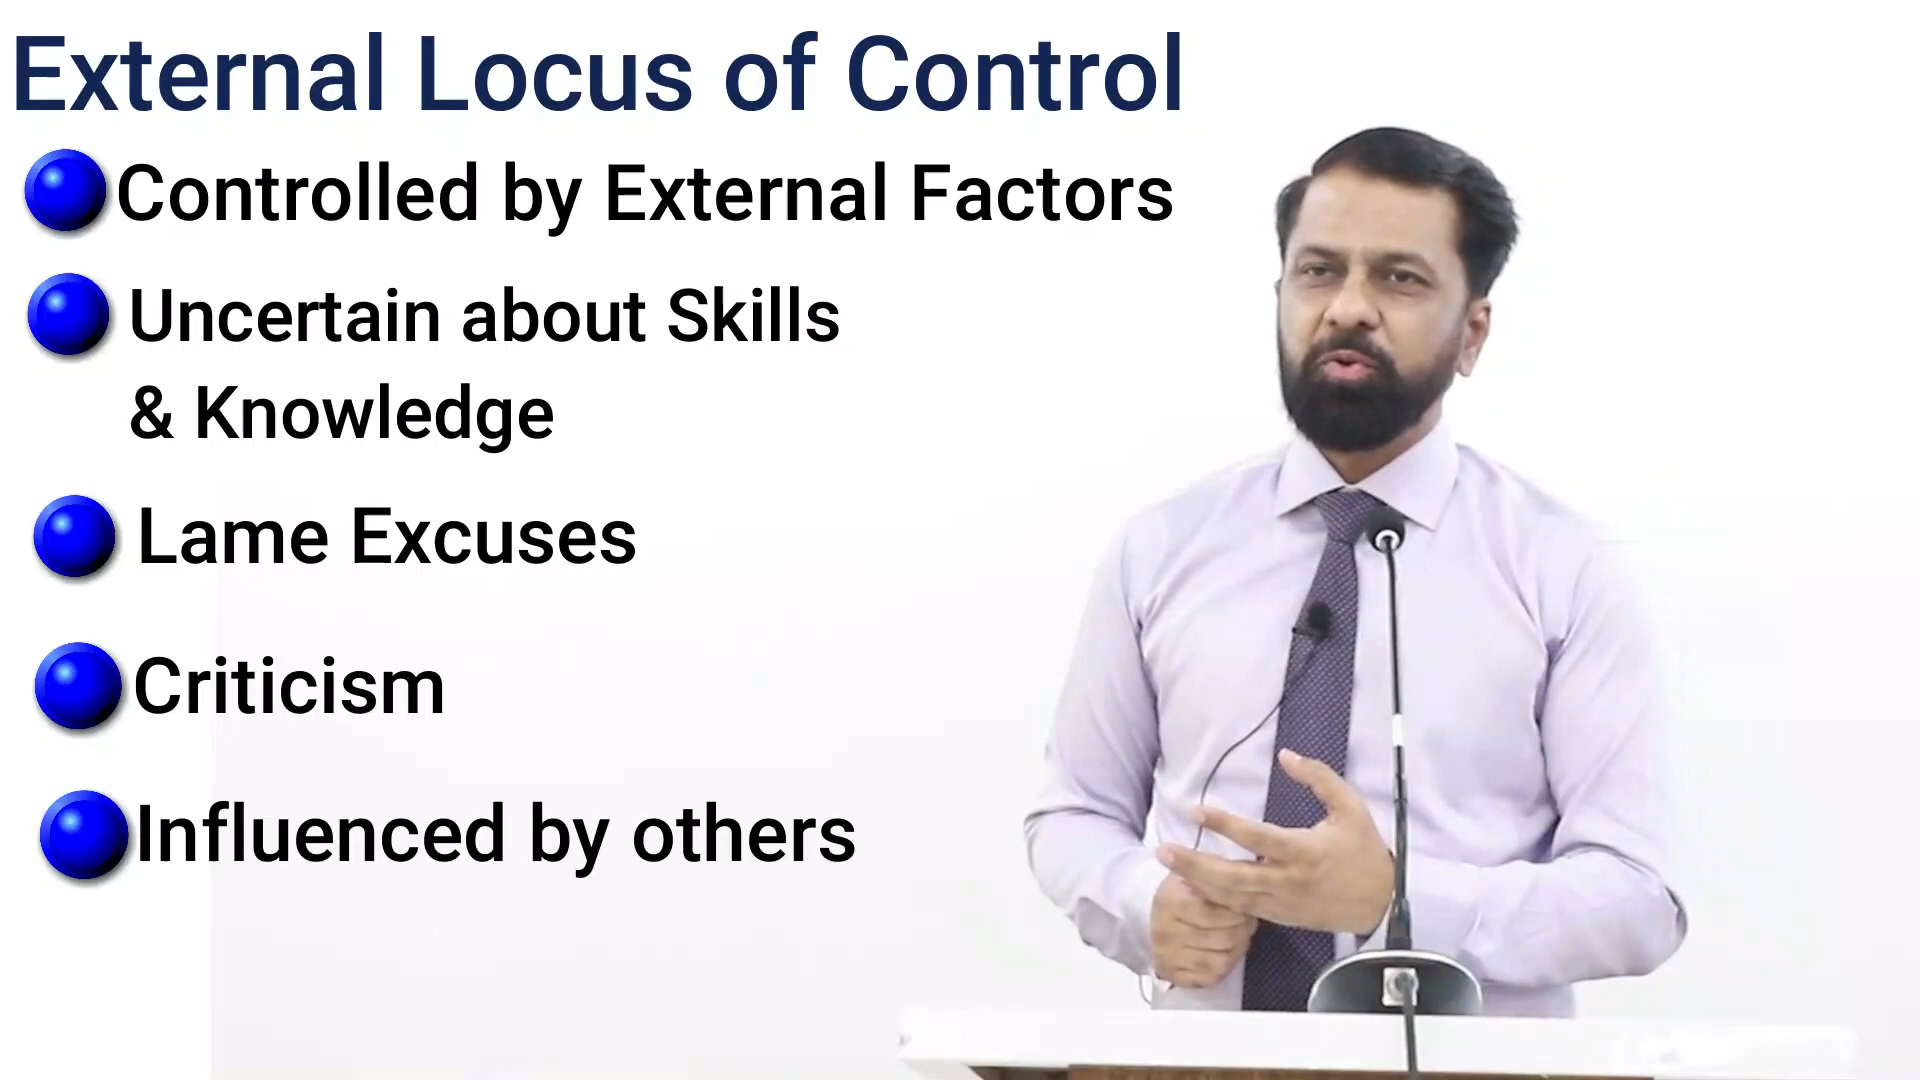 External Locus of Control
Controlled by External Factors
Uncertain about Skills
& Knowledge
Lame Excuses
Criticism
Influenced by others